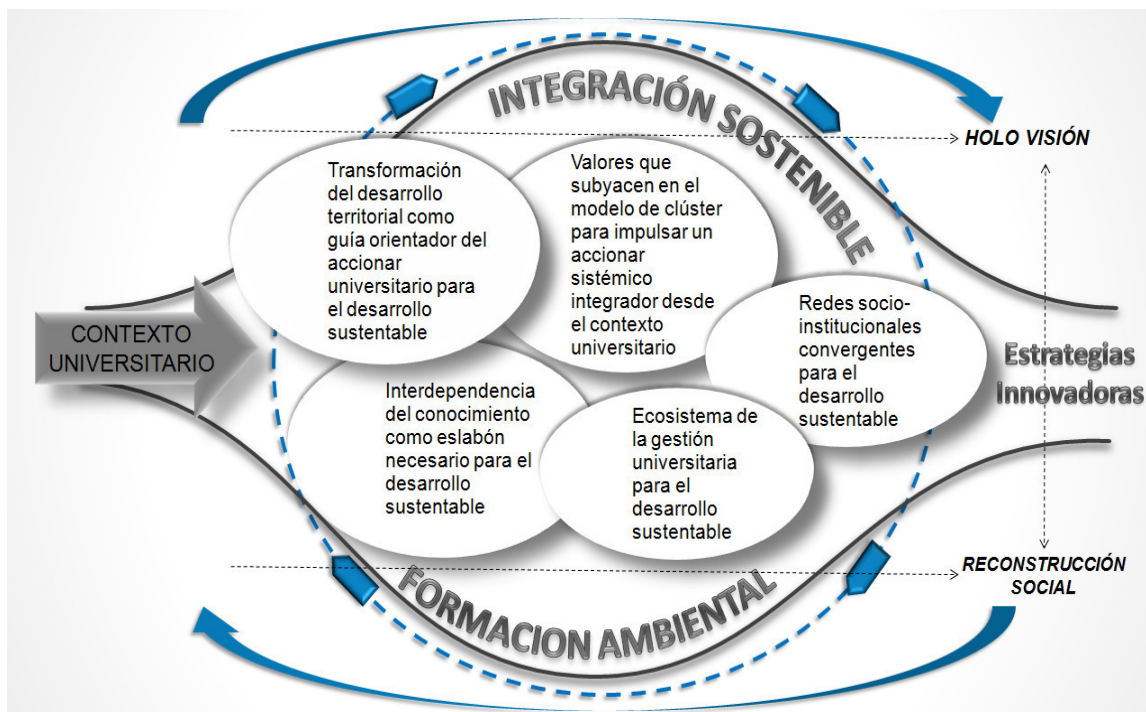 INTEGRACIÓN SOSTENIBLE
HOLO VISIÓN
Transformación
del desarrollo
territorial como
guía orientador del
accionar
universitario para
el desarrollo
sustentable
Valores que
subyacen en el
modelo de clúster
para impulsar un
accionar
sistémico
integrador desde
el contexto
universitario
Redes socio-
institucionales
convergentes
para el
desarrollo
sustentable
CONTEXTO
UNIVERSITARIO
Estrategias
Innovadoras
Interdependencia
del conocimiento
como eslabón
necesario para el
desarrollo
sustentable
Ecosistema de
la gestión
universitaria
para el
desarrollo
sustentable
RECONSTRUCCIÓN
SOCIAL
FORMACION AMBIENTAL